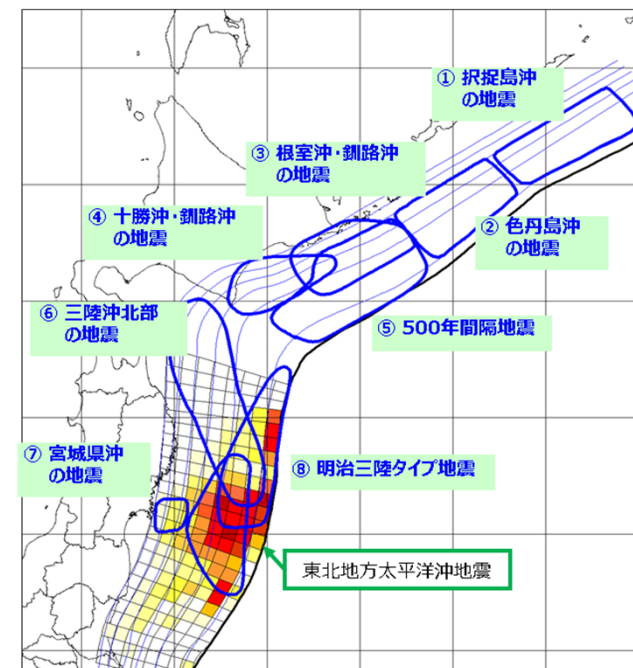 ① 択捉島沖
の地震
③ 根室沖・釧路沖
の地震
④ 十勝沖・釧路沖
の地震
② 色丹島沖
の地震
⑥ 三陸沖北部
の地震
⑤ 500年間隔地震
⑦ 宮城県沖
の地震
⑧ 明治三陸タイプ地震
東北地方太平洋沖地震